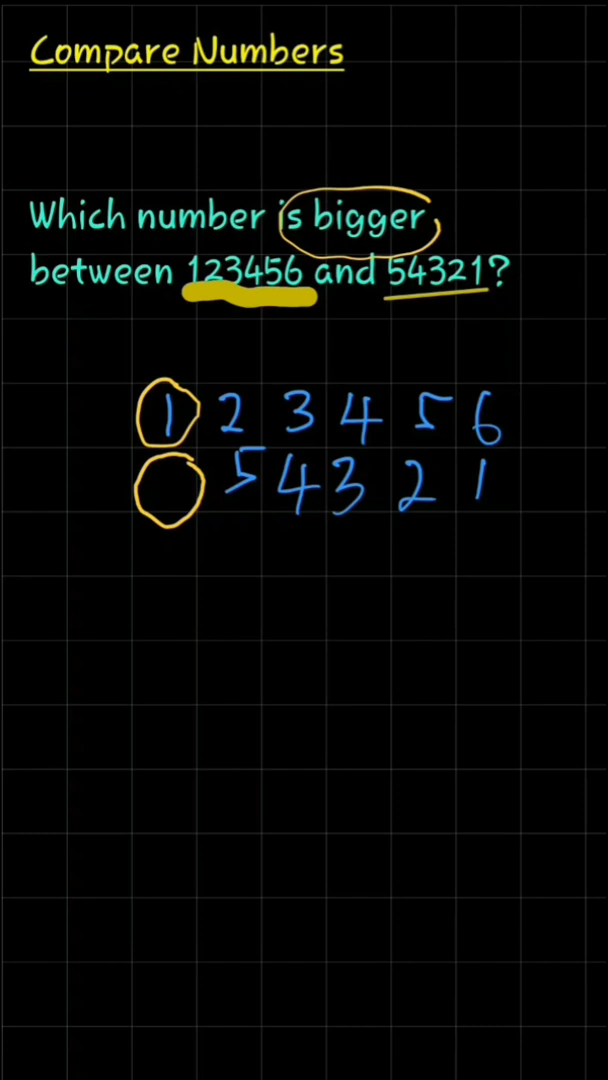 Compare Numbers
Which number is bigger
between 123456 and 54321?
1 2 3 4 5 6
5 4 3 2 1